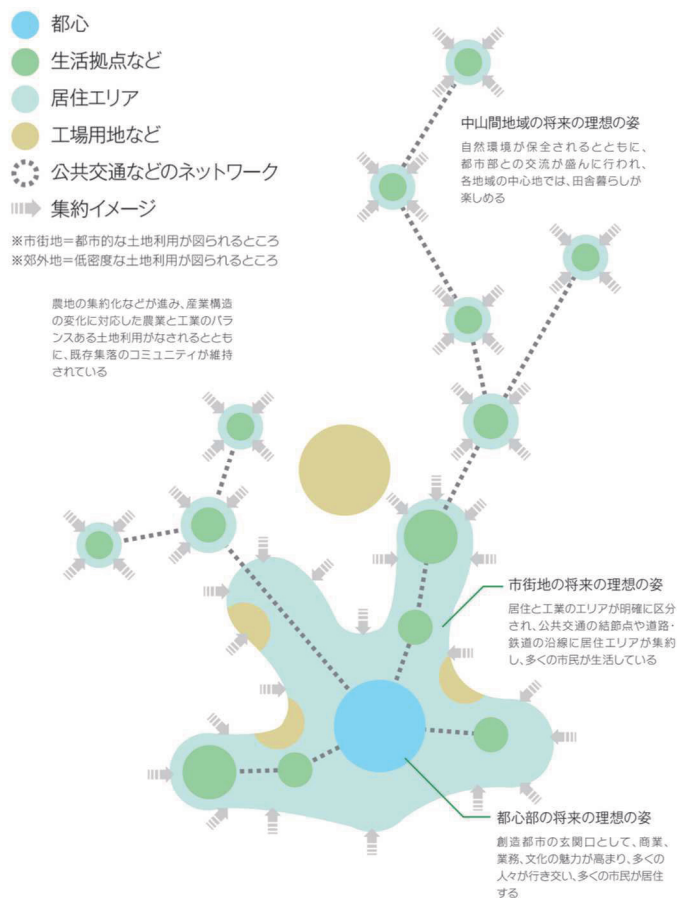 都心
生活拠点など
居住エリア
工場用地など
公共交通などのネットワーク
集約イメージ
※市街地＝都市的な土地利用が図られるところ
※郊外地＝低密度な土地利用が図られるところ
農地の集約化などが進み、産業構造
の変化に対応した農業と工業のバラ
ンスある土地利用がなされるととも
に、既存集落のコミュニティが維持
されている
中山間地域の将来の理想の姿
自然環境が保全されるとともに、
都市部との交流が盛んに行われ、
各地域の中心地では、田舎暮らしが
楽しめる
市街地の将来の理想の姿
居住と工業のエリアが明確に区分
され、公共交通の結節点や道路・
鉄道の沿線に居住エリアが集約
し、多くの市民が生活している
都心部の将来の理想の姿
創造都市の玄関口として、商業、
業務、文化の魅力が高まり、多くの
人々が行き交い、多くの市民が居住
する